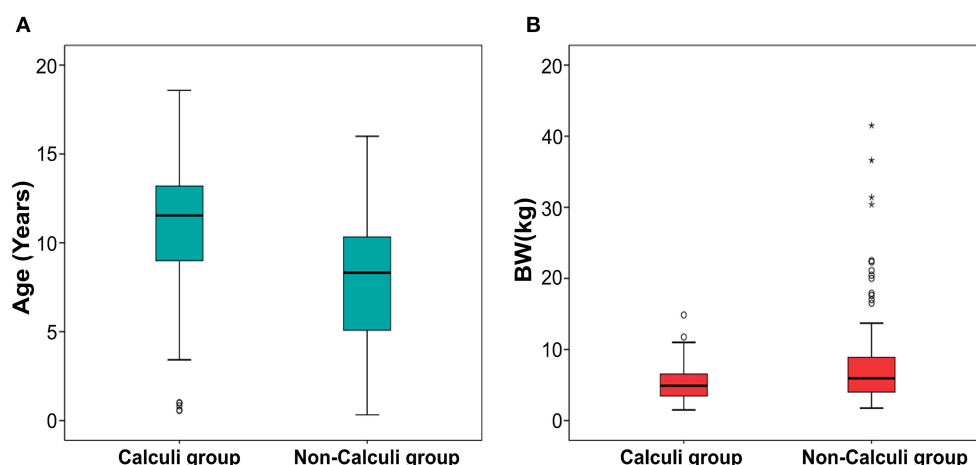 A
B
Age (Years)
20
15
10
5
0
Calculi group
Non-Calculi group
BW(kg)
20
40
30
20
10
0
Calculi group
Non-Calculi group